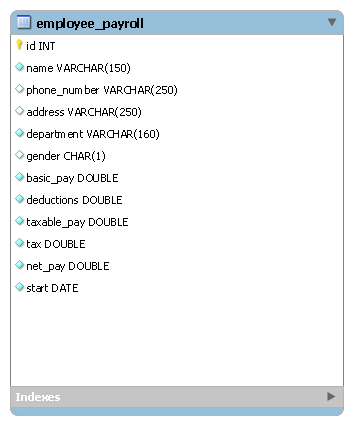 employee_payroll
id INT
name VARCHAR(150)
phone_number VARCHAR(250)
address VARCHAR(250)
department VARCHAR(160)
gender CHAR(1)
basic_pay DOUBLE
deductions DOUBLE
taxable_pay DOUBLE
tax DOUBLE
net_pay DOUBLE
start DATE
Indexes